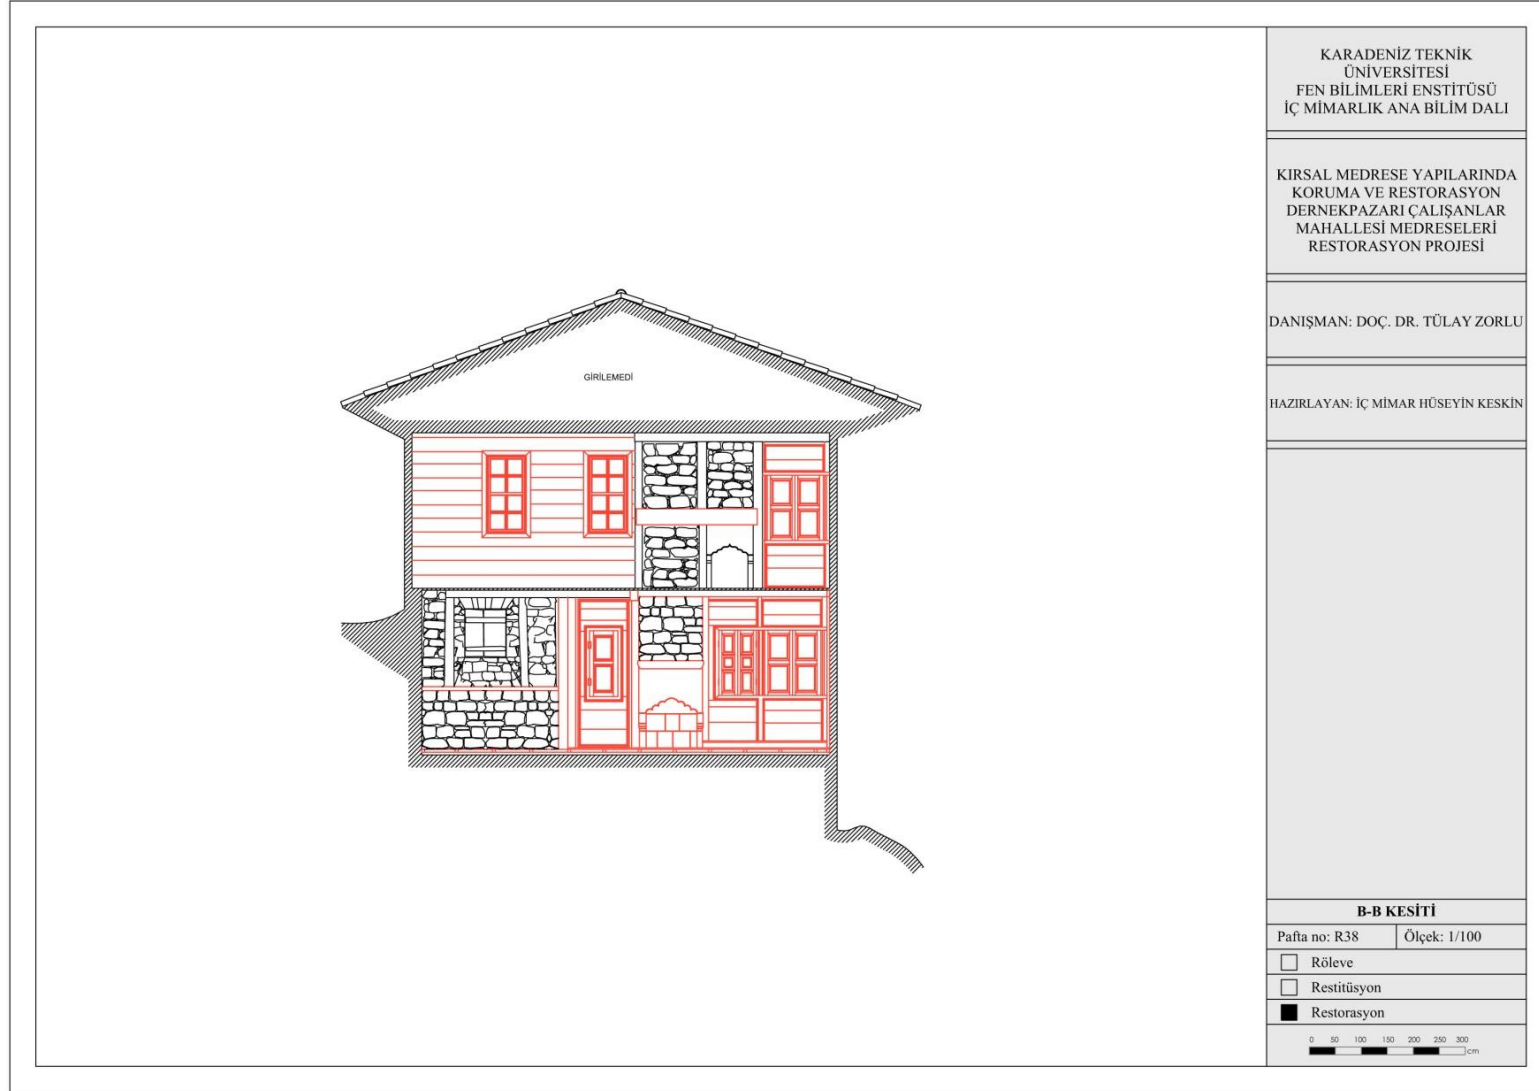 KARADENİZ TEKNİK
ÜNİVERSİTESİ
FEN BİLİMLERİ ENSTİTÜSÜ
İÇ MİMARLIK ANA BİLİM DALI
KIRSAL MEDRESE YAPILARINDA
KORUMA VE RESTORASYON
DERNEKPAZARI ÇALIŞANLAR
MAHALLESİ MEDRESELERİ
RESTORASYON PROJESİ
DANIŞMAN: DOÇ. DR. TÜLAY ZORLU
HAZIRLAYAN: İÇ MİMAR HÜSEYİN KESKİN
GİRİLEMEDİ
B-B KESİTİ
Pafta no: R38 Ölçek: 1/100
Röleve
Restitüsyon
Restorasyon
0 50 100 150 200 250 300
cm